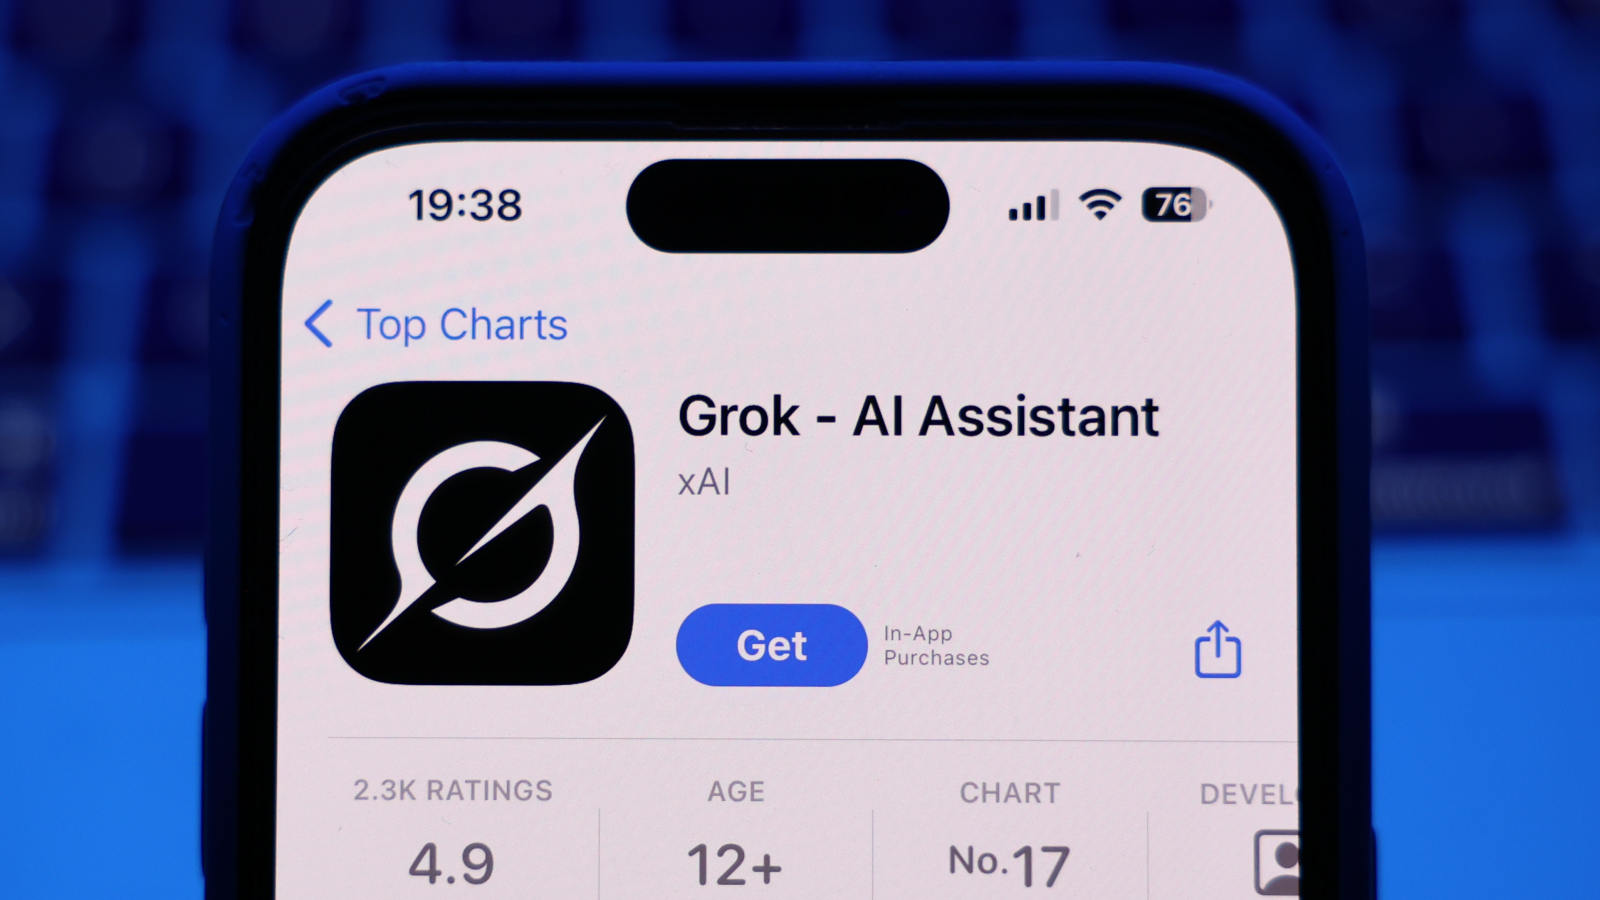 19:38
76
Top Charts
Grok - AI Assistant
xAI
Get
In-App
Purchases
2.3K RATINGS
AGE
CHART
DEVEL
4.9
12+
No.17